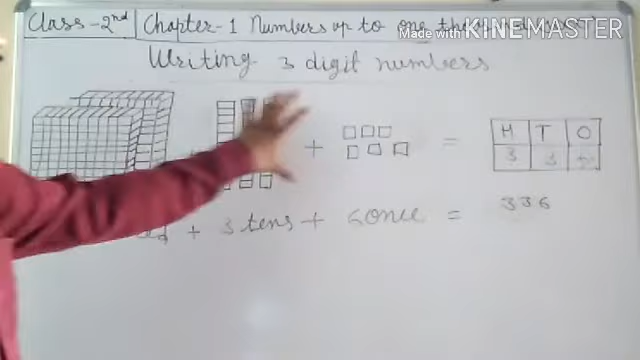 Class-2nd Chapter-1 Numbers up to one
Made with KINEMASTER
Writing 3 digit numbers
+ =
H T O
3 3
+ 3 tens + 6 = 336